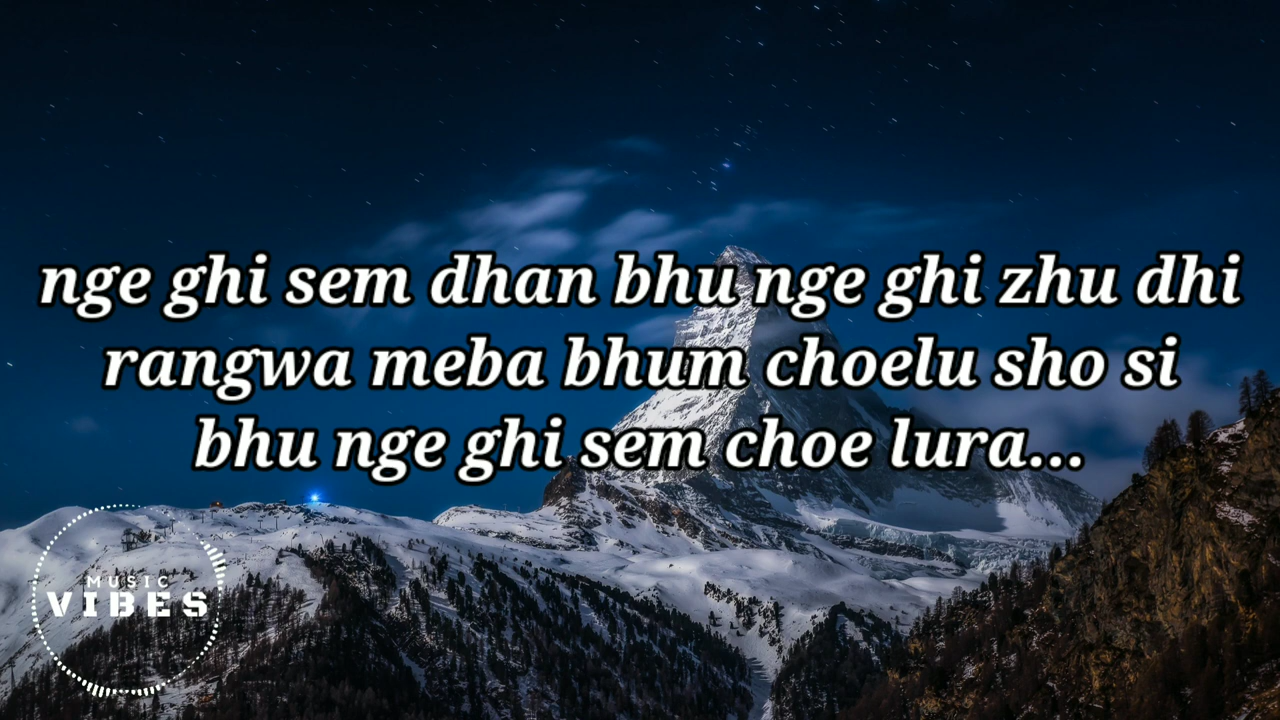 nge ghi sem dhan bhu nge ghi zhu dhi
rangwa meba bhum choelu sho si
bhu nge ghi sem choe lura...
MUSIC
VIBES